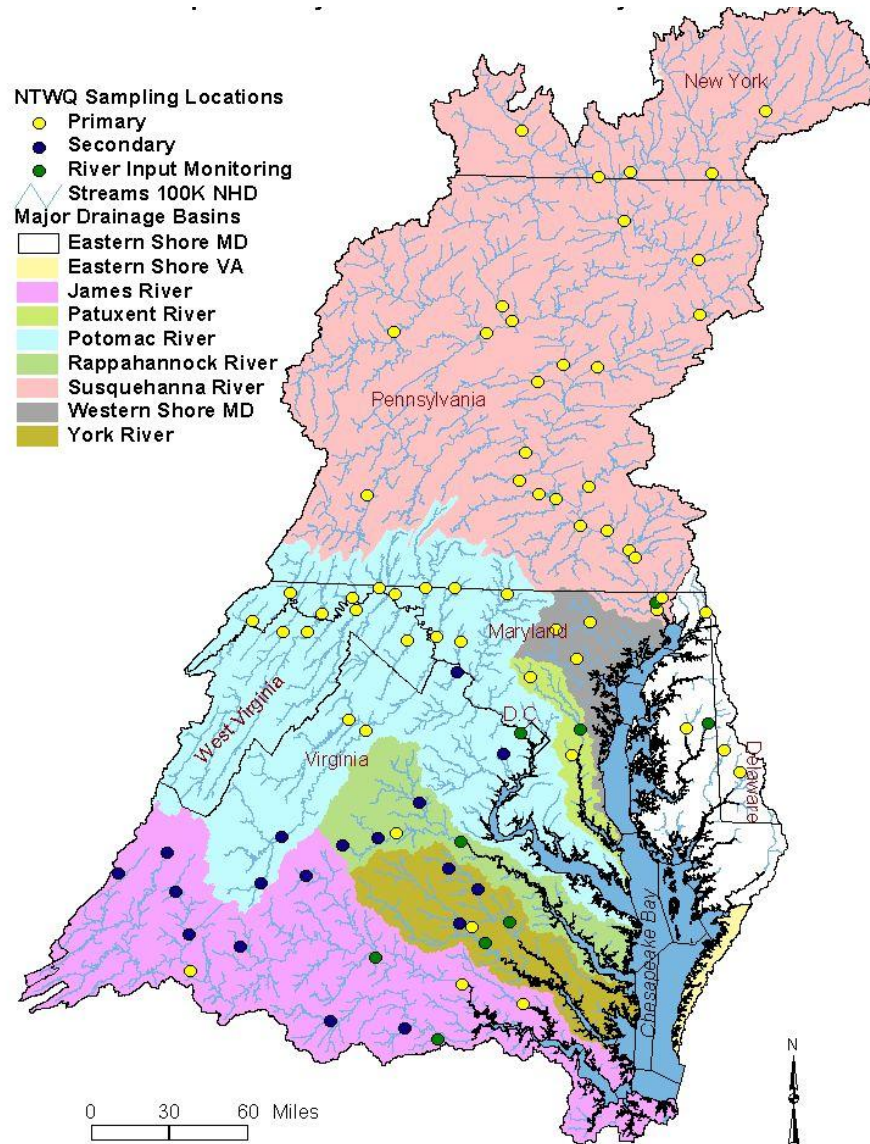 New York
NTWQ Sampling Locations
Primary
Secondary
River Input Monitoring
Streams 100K NHD
Major Drainage Basins
Eastern Shore MD
Eastern Shore VA
James River
Patuxent River
Potomac River
Rappahannock River
Susquehanna River
Western Shore MD
York River
Pennsylvania
Maryland
West Virginia
D.C.
Virginia
Delaware
Chesapeake Bay
N
0 30 60 Miles